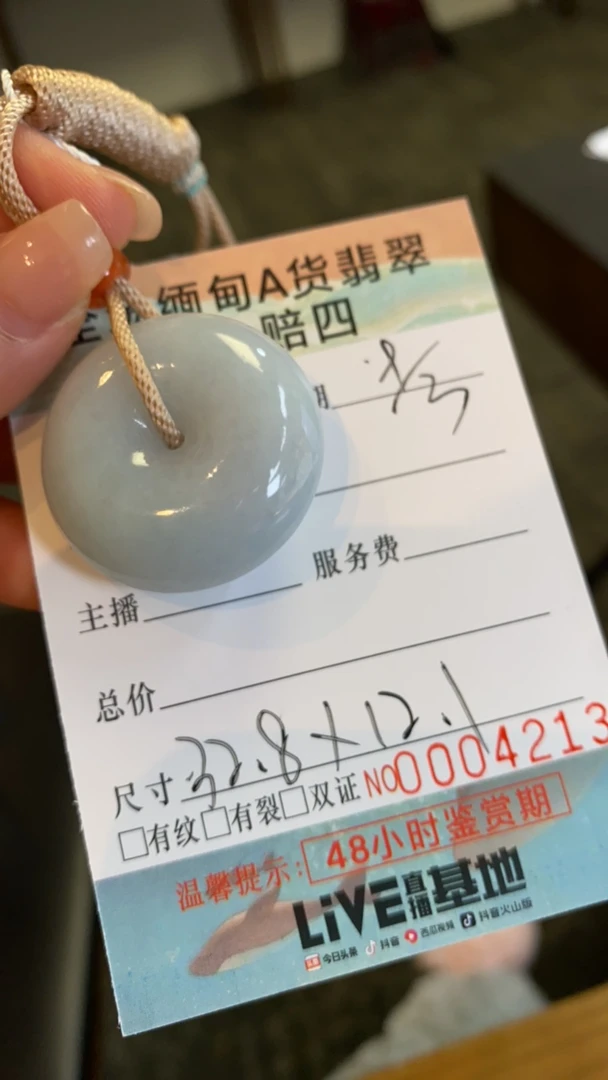 缅甸A货翡翠
赔四
期
主播 服务费
总价
尺寸 32.8×12.1
□有纹□有裂□双证 NO0004213
温馨提示: 48小时鉴赏期
LiVE直播基地
头条 今日头条 抖音 西瓜视频 抖音火山版